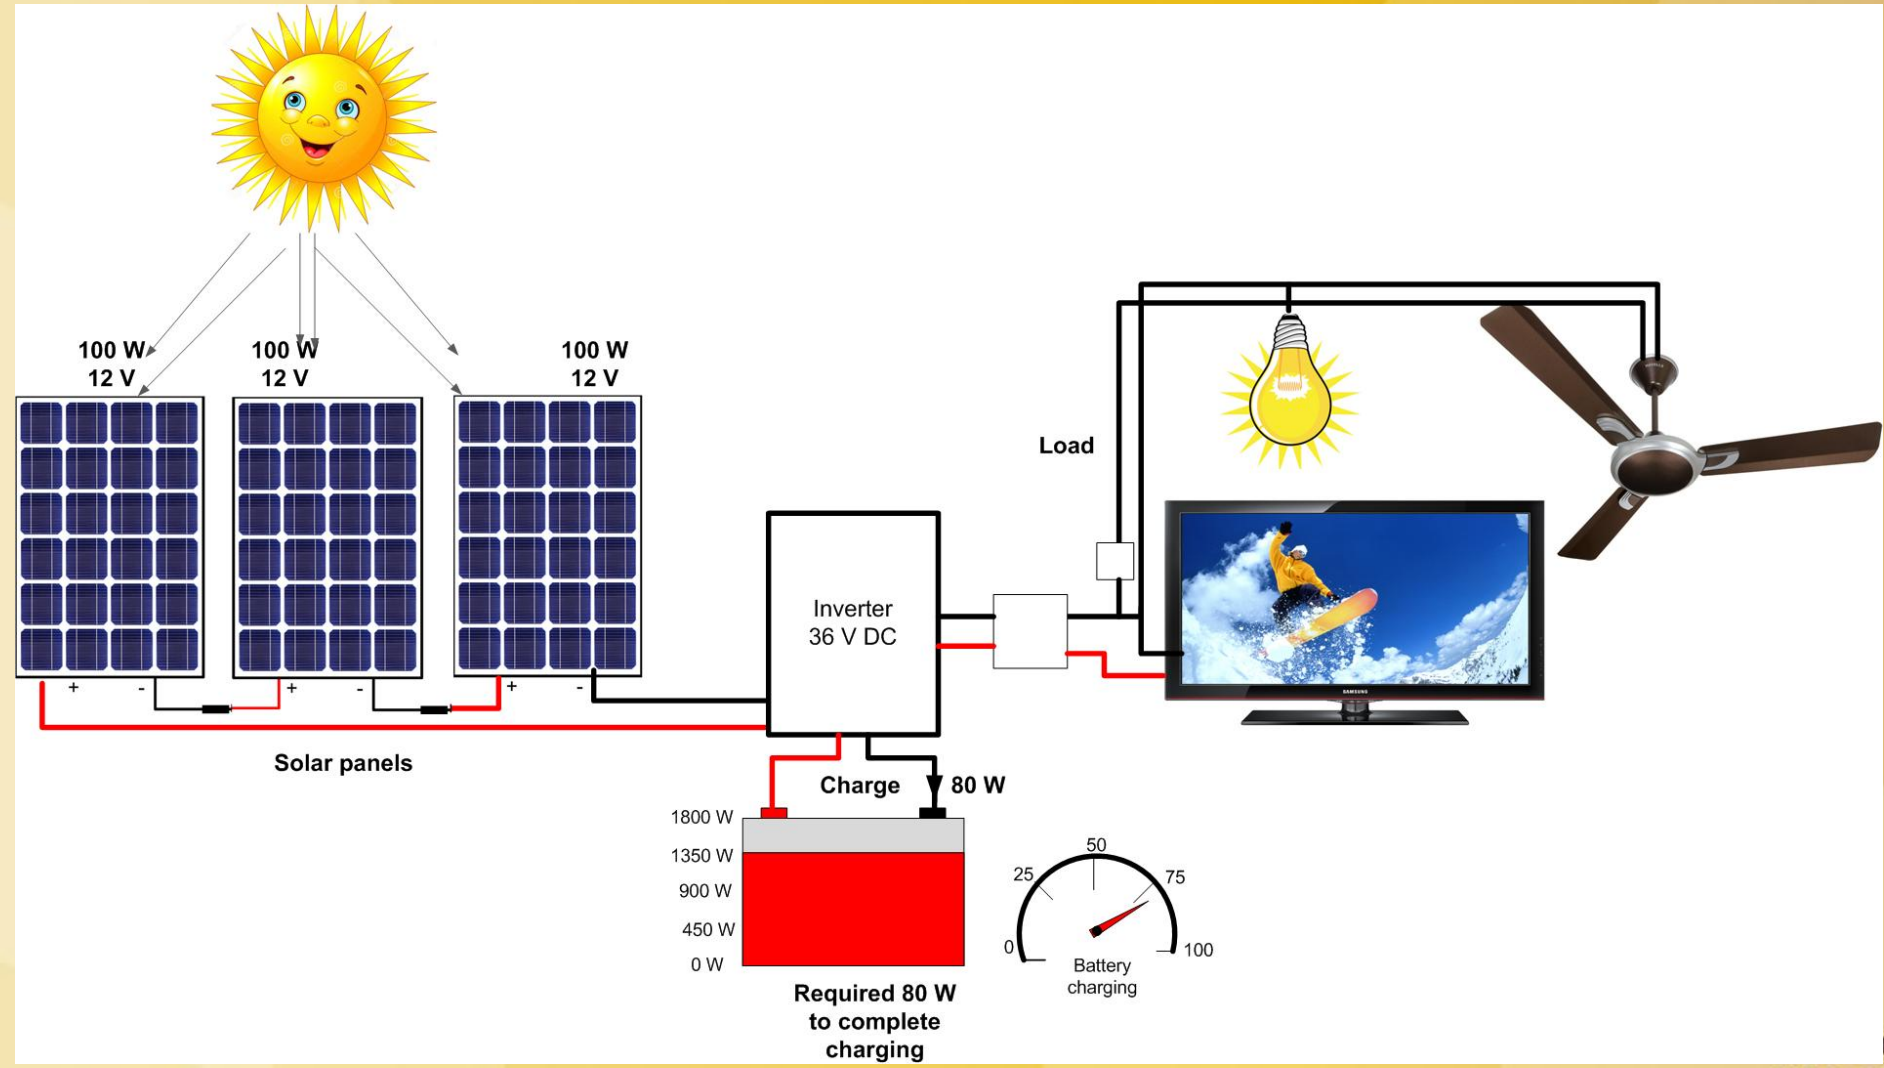 100 W
12 V
100 W
12 V
100 W
12 V
+
-
+
-
+
-
Solar panels
Inverter
36 V DC
Load
SAMSUNG
Charge
80 W
1800 W
1350 W
900 W
450 W
0 W
Required 80 W
to complete
charging
0
25
50
75
100
Battery
charging